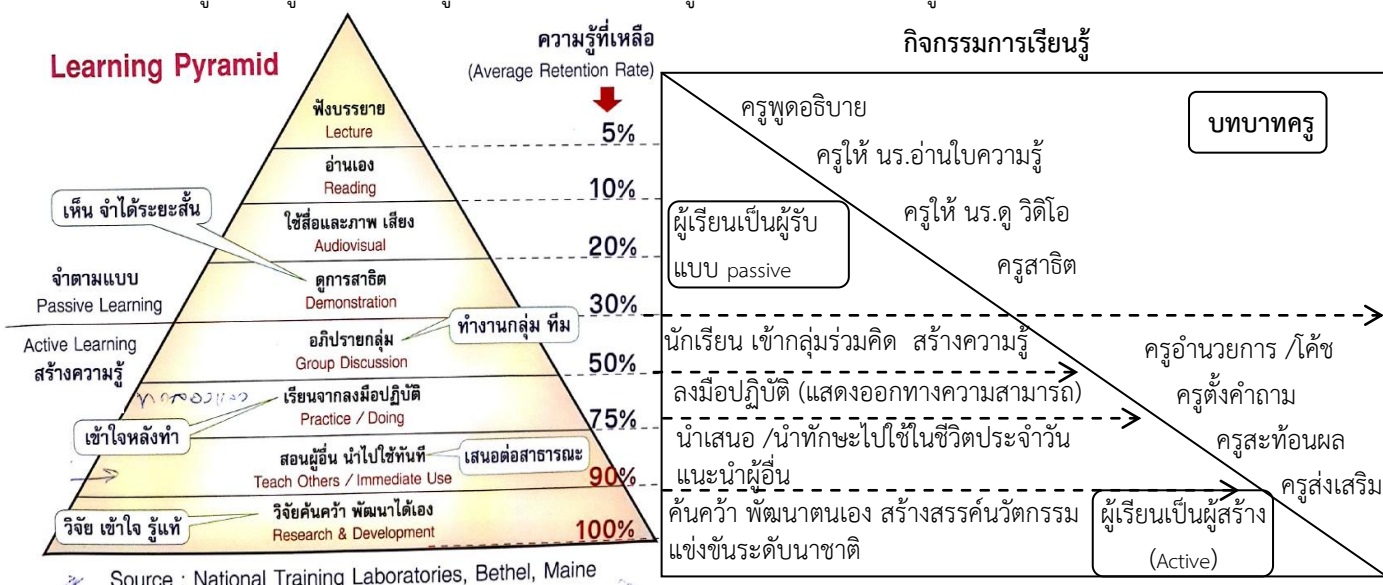 Learning Pyramid
ความรู้ที่เหลือ
(Average Retention Rate)
ฟังบรรยาย
Lecture
5%
อ่านเอง
Reading
10%
เห็น จำได้ระยะสั้น
ใช้สื่อและภาพ เสียง
Audiovisual
20%
จำตามแบบ
Passive Learning
ดูการสาธิต
Demonstration
30%
Active Learning
สร้างความรู้
อภิปรายกลุ่ม
Group Discussion
ทำงานกลุ่ม ทีม
50%
เรียนจากลงมือปฏิบัติ
Practice / Doing
75%
เข้าใจหลังทำ
สอนผู้อื่น นำไปใช้ทันที
Teach Others / Immediate Use
เสนอต่อสาธารณะ
90%
วิจัย เข้าใจ รู้แท้
วิจัยค้นคว้า พัฒนาได้เอง
Research & Development
100%
Source : National Training Laboratories, Bethel, Maine
กิจกรรมการเรียนรู้
บทบาทครู
ครูพูดอธิบาย
ครูให้ นร.อ่านใบความรู้
ครูให้ นร.ดู วิดิโอ
ครูสาธิต
ผู้เรียนเป็นผู้รับ
แบบ passive
นักเรียน เข้ากลุ่มร่วมคิด สร้างความรู้
ครูอำนวยการ /โค้ช
ลงมือปฏิบัติ (แสดงออกทางความสามารถ)
ครูตั้งคำถาม
นำเสนอ /นำทักษะไปใช้ในชีวิตประจำวัน
แนะนำผู้อื่น
ครูสะท้อนผล
ครูส่งเสริม
ค้นคว้า พัฒนาตนเอง สร้างสรรค์นวัตกรรม
แข่งขันระดับนาชาติ
ผู้เรียนเป็นผู้สร้าง
(Active)